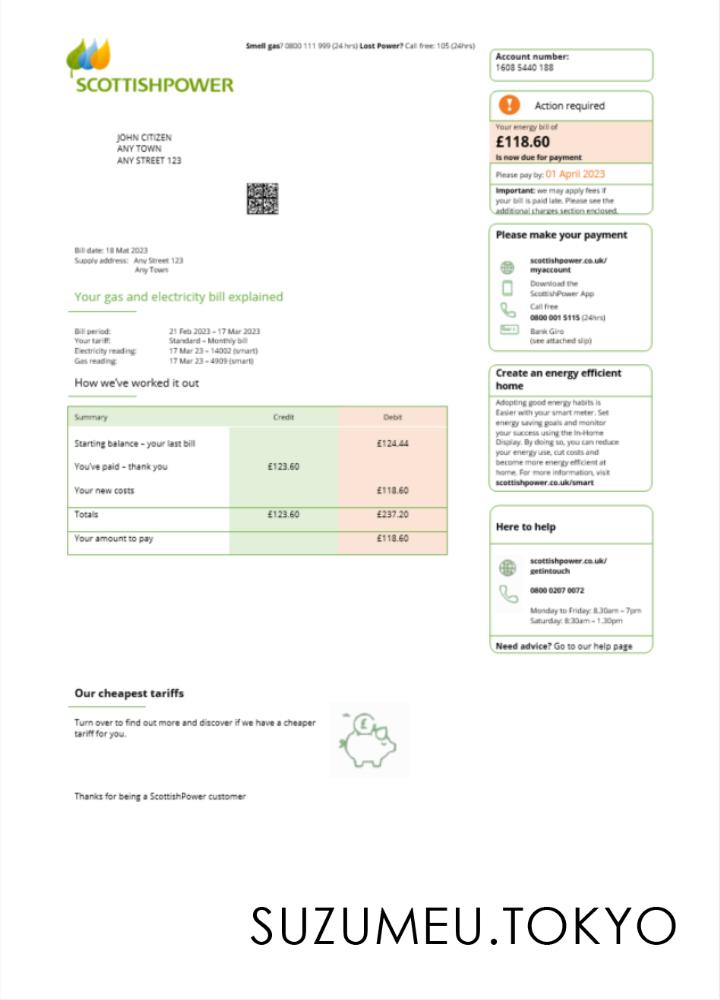 Smell gas? 0800 111 999 (24 hrs) Lost Power? Call free: 105 (24hrs)
SCOTTISHPOWER
Account number:
1608 5440 188
Action required
Your energy bill of
£118.60
Is now due for payment
Please pay by: 01 April 2023
Important: we may apply fees if
your bill is paid late. Please see the
additional charges section enclosed.
JOHN CITIZEN
ANY TOWN
ANY STREET 123
Please make your payment
scottishpower.co.uk/
myaccount
Download the
ScottishPower App
Call free
0800 001 5115 (24hrs)
Bank Giro
(see attached slip)
Bill date: 18 Mat 2023
Supply address: Any Street 123
Any Town
Your gas and electricity bill explained
Bill period: 21 Feb 2023 – 17 Mar 2023
Your tariff: Standard – Monthly bill
Electricity reading: 17 Mar 23 – 14002 (smart)
Gas reading: 17 Mar 23 – 4909 (smart)
How we've worked it out
Summary Credit Debit
Starting balance – your last bill £124.44
You've paid – thank you £123.60
Your new costs £118.60
Totals £123.60 £237.20
Your amount to pay £118.60
Create an energy efficient
home
Adopting good energy habits is
Easier with your smart meter. Set
energy saving goals and monitor
your success using the In-Home
Display. By doing so, you can reduce
your energy use, cut costs and
become more energy efficient at
home. For more information, visit
scottishpower.co.uk/smart
Here to help
scottishpower.co.uk/
getintouch
0800 0207 0072
Monday to Friday: 8.30am – 7pm
Saturday: 8:30am – 1.30pm
Need advice? Go to our help page
Our cheapest tariffs
Turn over to find out more and discover if we have a cheaper
tariff for you.
£
Thanks for being a ScottishPower customer
SUZUMEU.TOKYO